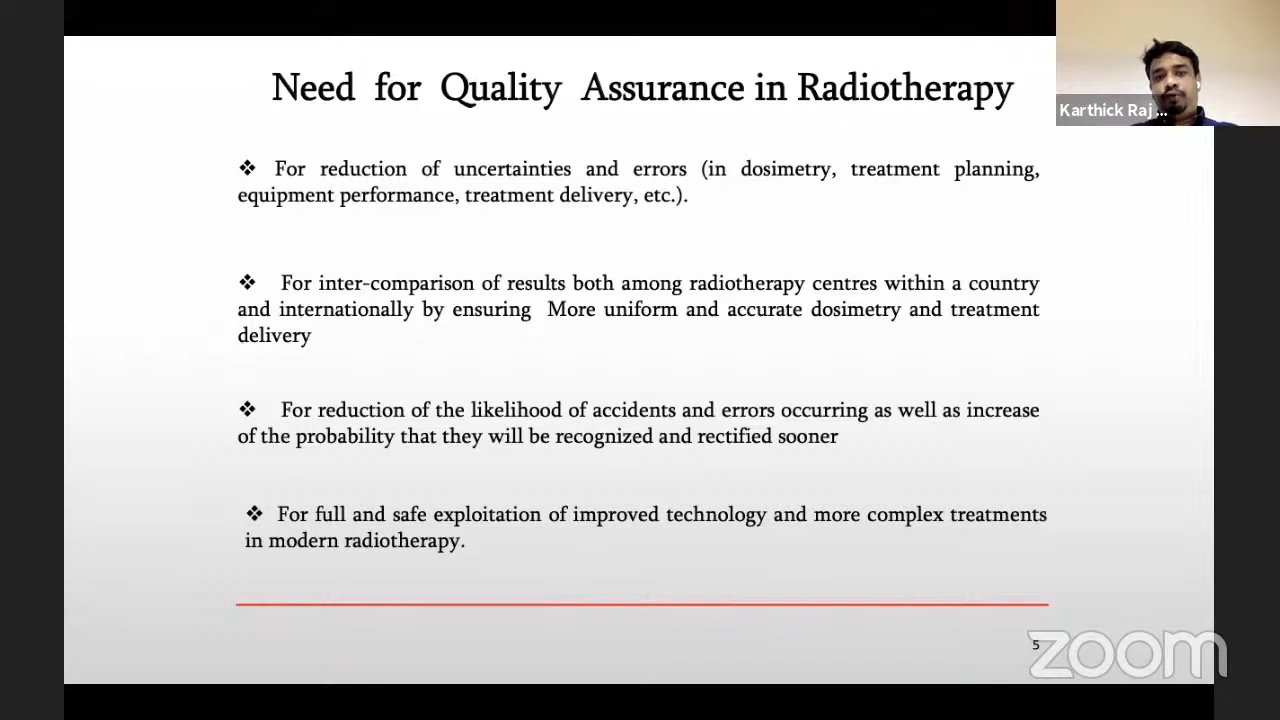 Need for Quality Assurance in Radiotherapy
Karthick Raj ...
❖ For reduction of uncertainties and errors (in dosimetry, treatment planning,
equipment performance, treatment delivery, etc.).
❖ For inter-comparison of results both among radiotherapy centres within a country
and internationally by ensuring More uniform and accurate dosimetry and treatment
delivery
❖ For reduction of the likelihood of accidents and errors occurring as well as increase
of the probability that they will be recognized and rectified sooner
❖ For full and safe exploitation of improved technology and more complex treatments
in modern radiotherapy.
5
zoom